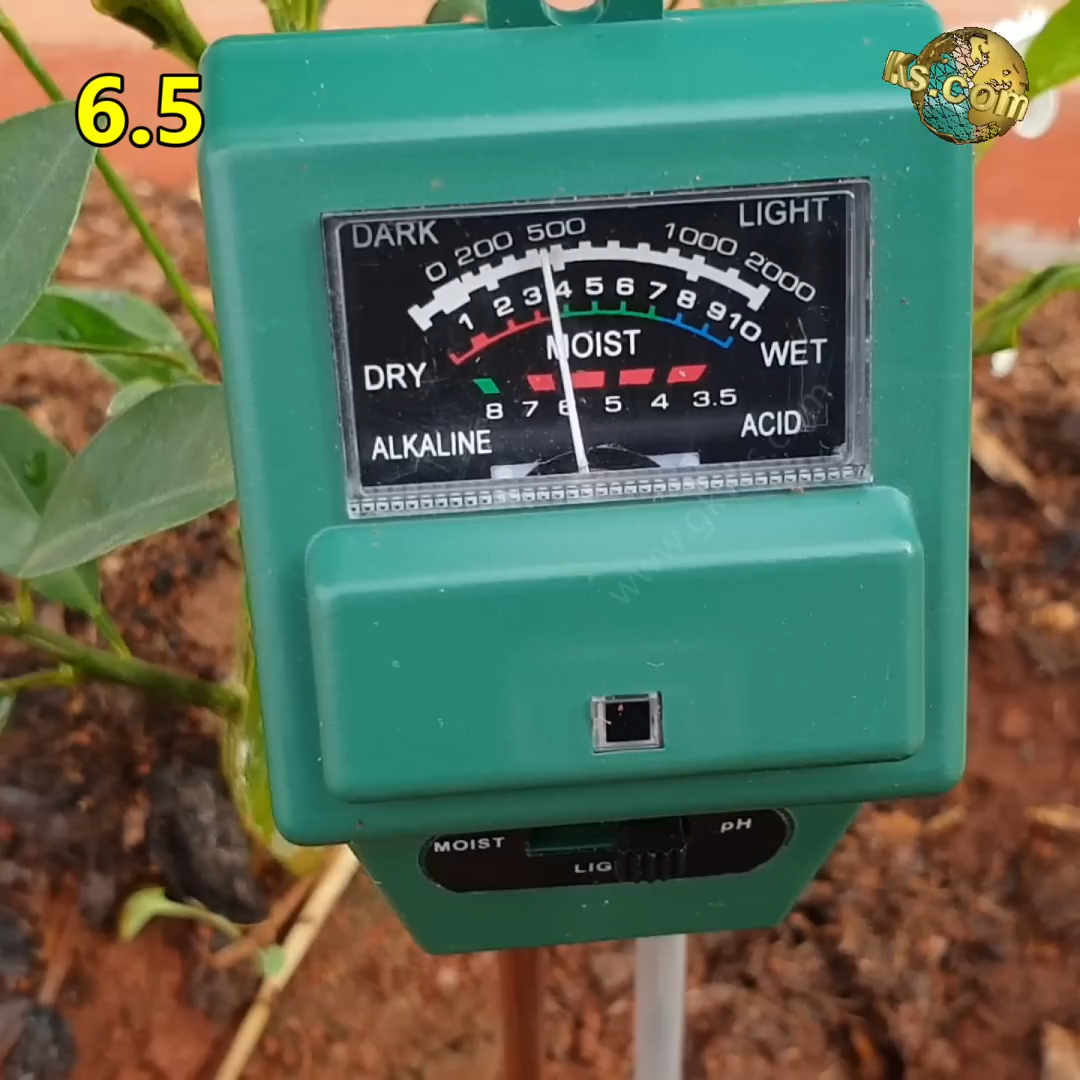 6.5
Ks.com
DARK
LIGHT
0 200 500 1000 2000
1 2 3 4 5 6 7 8 9 10
MOIST
DRY
WET
8 7 6 5 4 3.5
ALKALINE
ACID
MOIST
pH